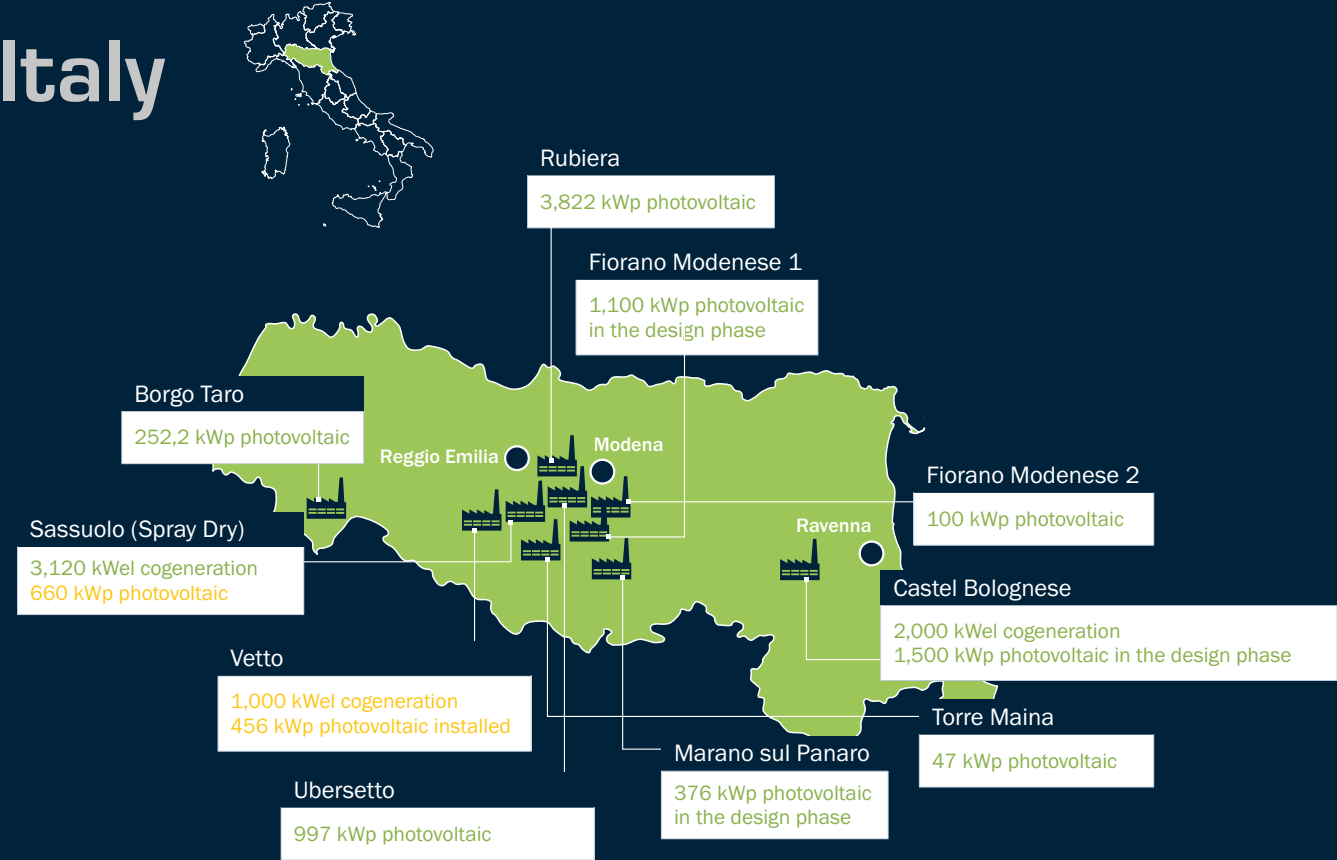 Italy
Rubiera
3,822 kWp photovoltaic
Fiorano Modenese 1
1,100 kWp photovoltaic
in the design phase
Borgo Taro
252,2 kWp photovoltaic
Reggio Emilia
Modena
Fiorano Modenese 2
100 kWp photovoltaic
Sassuolo (Spray Dry)
3,120 kWel cogeneration
660 kWp photovoltaic
Ravenna
Castel Bolognese
2,000 kWel cogeneration
1,500 kWp photovoltaic in the design phase
Vetto
1,000 kWel cogeneration
456 kWp photovoltaic installed
Torre Maina
47 kWp photovoltaic
Marano sul Panaro
376 kWp photovoltaic
in the design phase
Ubersetto
997 kWp photovoltaic